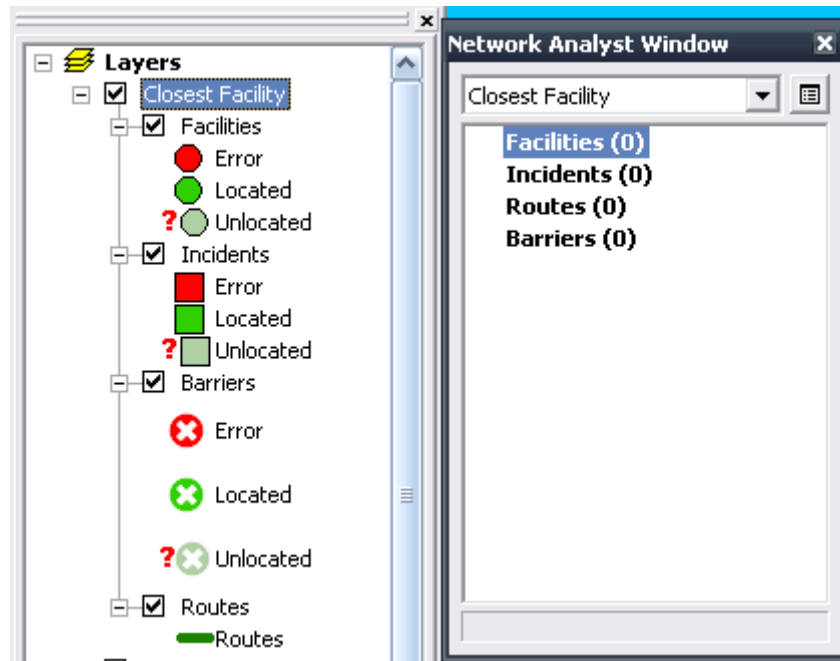 Layers
Closest Facility
Facilities
Error
Located
? Unlocated
Incidents
Error
Located
? Unlocated
Barriers
Error
Located
? Unlocated
Routes
Routes
Network Analyst Window
Closest Facility
Facilities (0)
Incidents (0)
Routes (0)
Barriers (0)